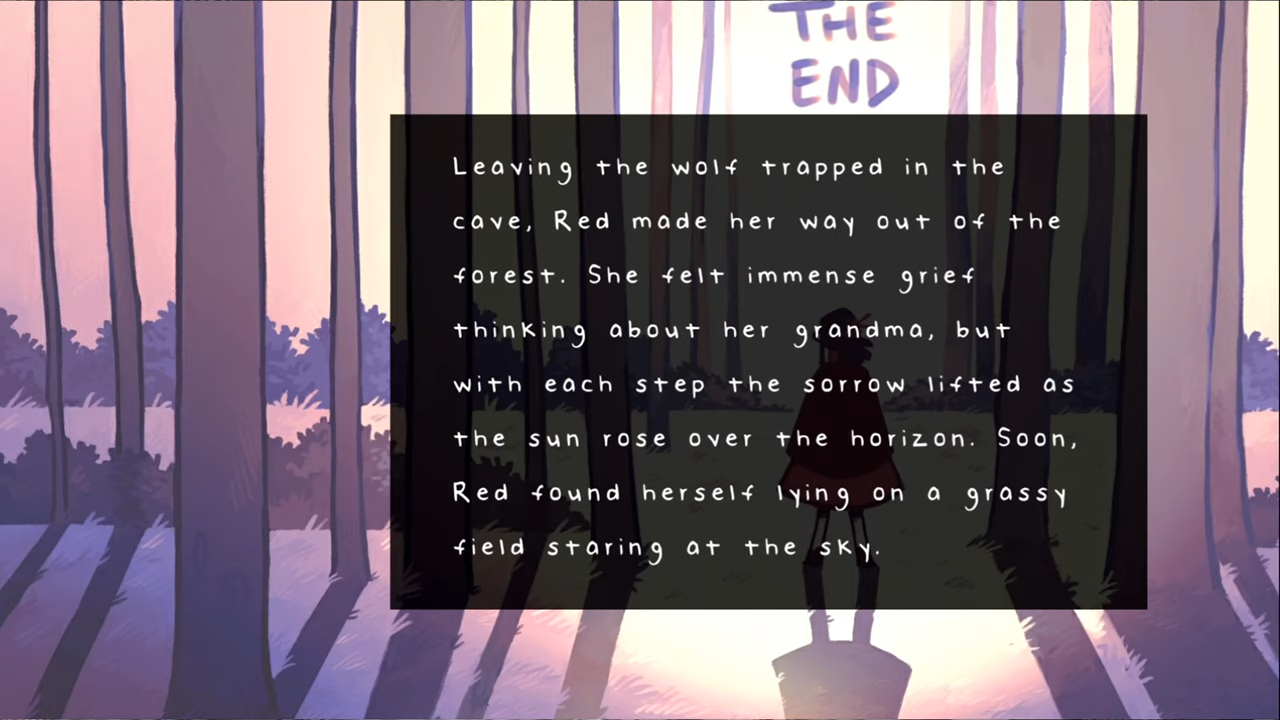 THE
END
Leaving the wolf trapped in the
cave, Red made her way out of the
forest. She felt immense grief
thinking about her grandma, but
with each step the sorrow lifted as
the sun rose over the horizon. Soon,
Red found herself lying on a grassy
field staring at the sky.